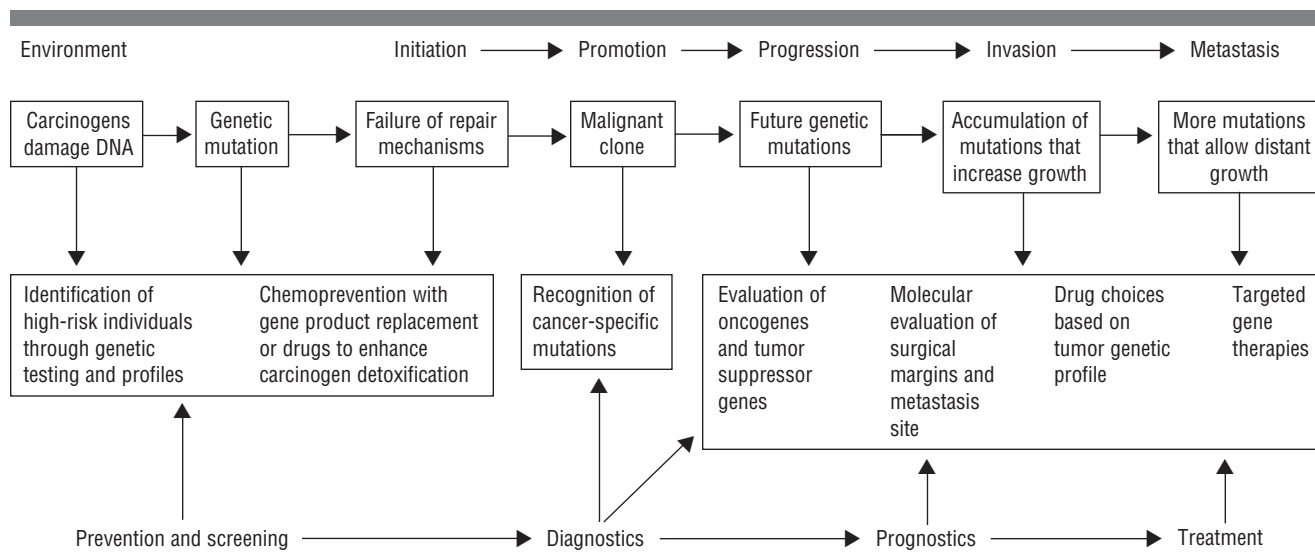 Environment
Initiation
Promotion
Progression
Invasion
Metastasis
Carcinogens
damage DNA
Genetic
mutation
Failure of repair
mechanisms
Malignant
clone
Future genetic
mutations
Accumulation of
mutations that
increase growth
More mutations
that allow distant
growth
Identification of
high-risk individuals
through genetic
testing and profiles
Chemoprevention with
gene product replacement
or drugs to enhance
carcinogen detoxification
Recognition of
cancer-specific
mutations
Evaluation of
oncogenes
and tumor
suppressor
genes
Molecular
evaluation of
surgical
margins and
metastasis
site
Drug choices
based on
tumor genetic
profile
Targeted
gene
therapies
Prevention and screening
Diagnostics
Prognostics
Treatment